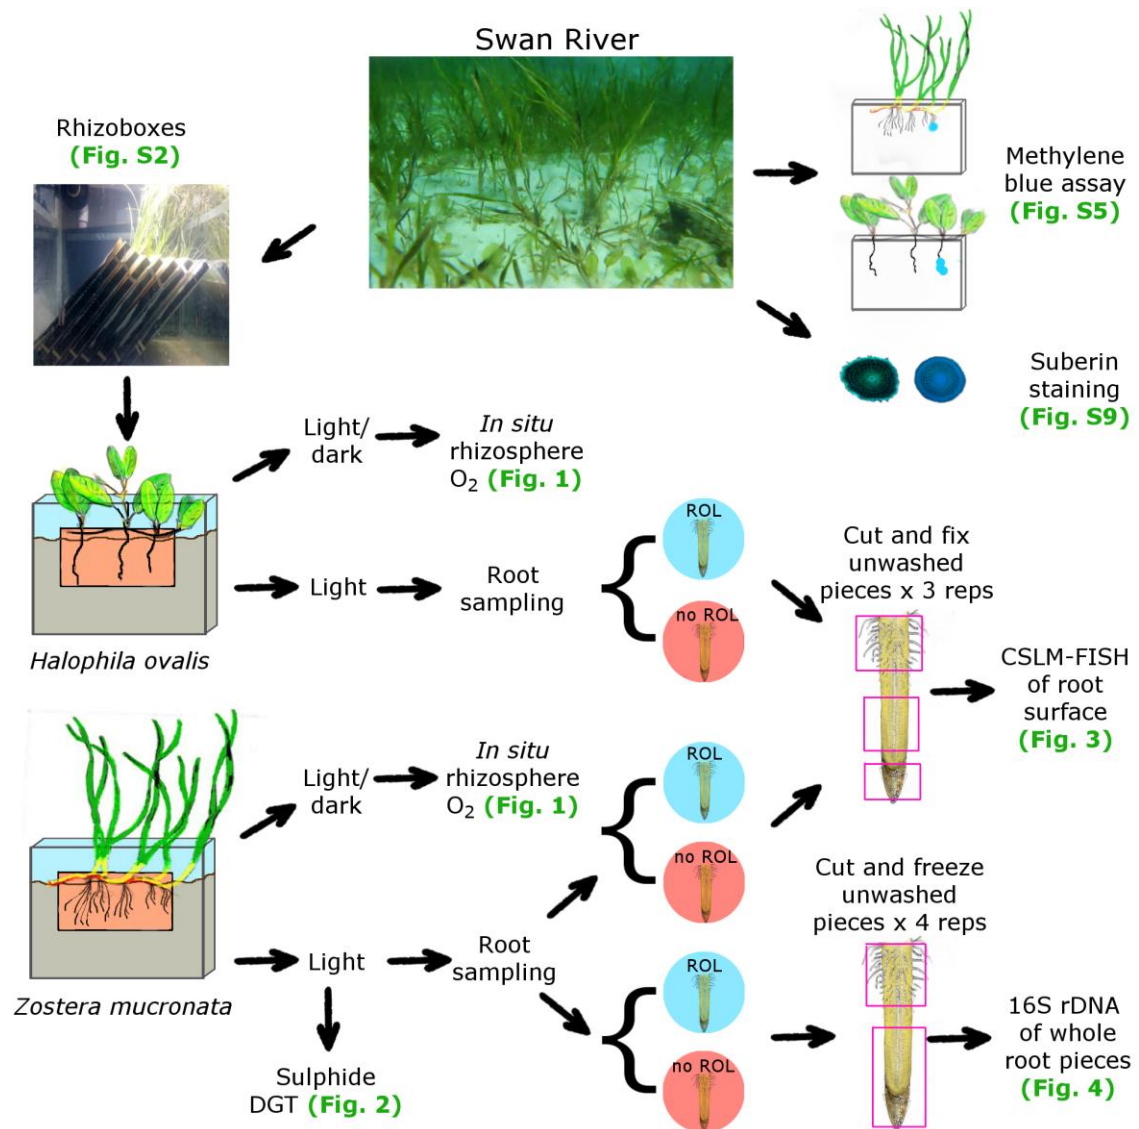 Swan River
Rhizoboxes
(Fig. S2)
Methylene
blue assay
(Fig. S5)
Suberin
staining
(Fig. S9)
Light/
dark
In situ
rhizosphere
O₂ (Fig. 1)
Halophila ovalis
Light
Root
sampling
ROL
no ROL
Cut and fix
unwashed
pieces x 3 reps
CSLM-FISH
of root
surface
(Fig. 3)
Light/
dark
In situ
rhizosphere
O₂ (Fig. 1)
ROL
no ROL
Zostera mucronata
Light
Root
sampling
Sulphide
DGT (Fig. 2)
ROL
no ROL
Cut and freeze
unwashed
pieces x 4 reps
16S rDNA
of whole
root pieces
(Fig. 4)